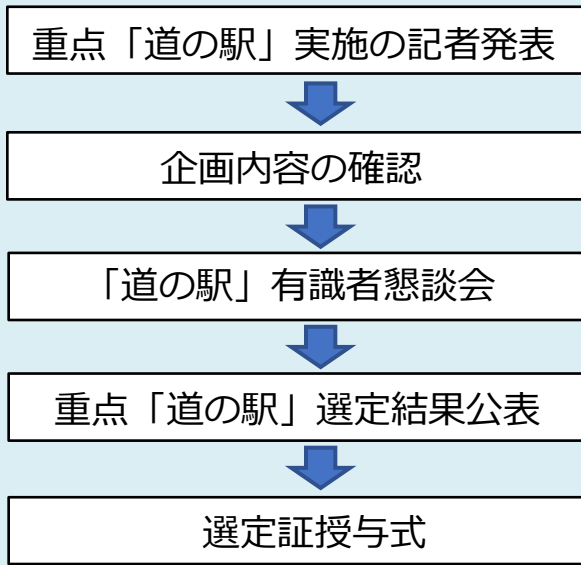 重点「道の駅」実施の記者発表
企画内容の確認
「道の駅」有識者懇談会
重点「道の駅」選定結果公表
選定証授与式